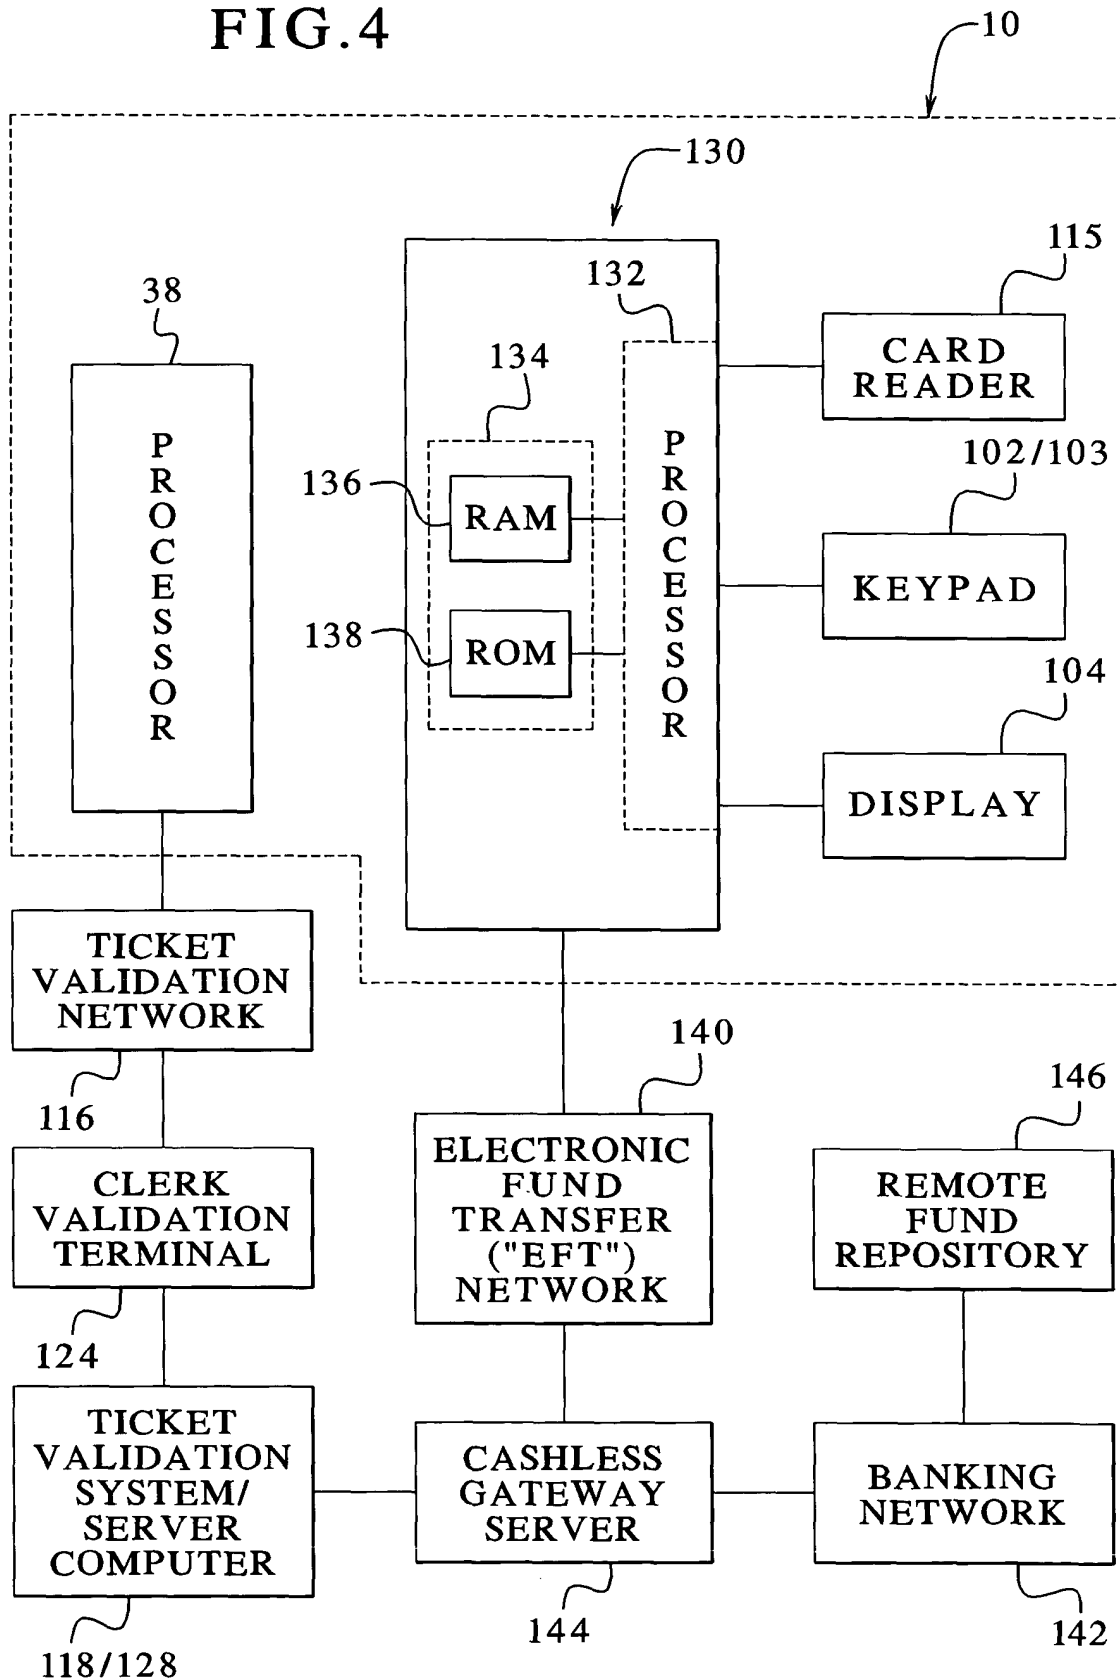 FIG.4
10
130
115
132
CARD
READER
38
134
102/103
PROCESSOR
PROCESSOR
136
RAM
KEYPAD
138
ROM
104
DISPLAY
TICKET
VALIDATION
NETWORK
116
140
146
CLERK
VALIDATION
TERMINAL
124
ELECTRONIC
FUND
TRANSFER
("EFT")
NETWORK
REMOTE
FUND
REPOSITORY
TICKET
VALIDATION
SYSTEM/
SERVER
COMPUTER
118/128
CASHLESS
GATEWAY
SERVER
144
BANKING
NETWORK
142